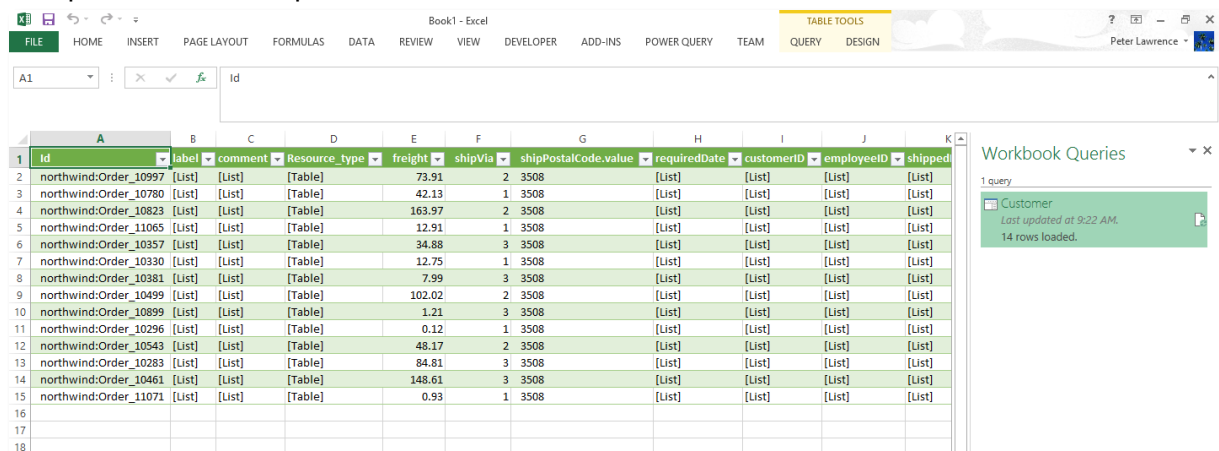 Book1 - Excel
TABLE TOOLS
FILE HOME INSERT PAGE LAYOUT FORMULAS DATA REVIEW VIEW DEVELOPER ADD-INS POWER QUERY TEAM QUERY DESIGN Peter Lawrence
A1 fx Id
A B C D E F G H I J K
1 Id label comment Resource_type freight shipVia shipPostalCode.value requiredDate customerID employeeID
2 northwind:Order_10997 [List] [List] [Table] 73.91 2 3508 [List] [List] [List] [List]
3 northwind:Order_10780 [List] [List] [Table] 42.13 1 3508 [List] [List] [List] [List]
4 northwind:Order_10823 [List] [List] [Table] 163.97 2 3508 [List] [List] [List] [List]
5 northwind:Order_11065 [List] [List] [Table] 12.91 1 3508 [List] [List] [List] [List]
6 northwind:Order_10357 [List] [List] [Table] 34.88 3 3508 [List] [List] [List] [List]
7 northwind:Order_10330 [List] [List] [Table] 12.75 1 3508 [List] [List] [List] [List]
8 northwind:Order_10381 [List] [List] [Table] 7.99 3 3508 [List] [List] [List] [List]
9 northwind:Order_10499 [List] [List] [Table] 102.02 2 3508 [List] [List] [List] [List]
10 northwind:Order_10899 [List] [List] [Table] 1.21 3 3508 [List] [List] [List] [List]
11 northwind:Order_10296 [List] [List] [Table] 0.12 1 3508 [List] [List] [List] [List]
12 northwind:Order_10543 [List] [List] [Table] 48.17 2 3508 [List] [List] [List] [List]
13 northwind:Order_10283 [List] [List] [Table] 84.81 3 3508 [List] [List] [List] [List]
14 northwind:Order_10461 [List] [List] [Table] 148.61 3 3508 [List] [List] [List] [List]
15 northwind:Order_11071 [List] [List] [Table] 0.93 1 3508 [List] [List] [List] [List]
16
17
18
Workbook Queries
1 query
Customer
Last updated at 9:22 AM.
14 rows loaded.